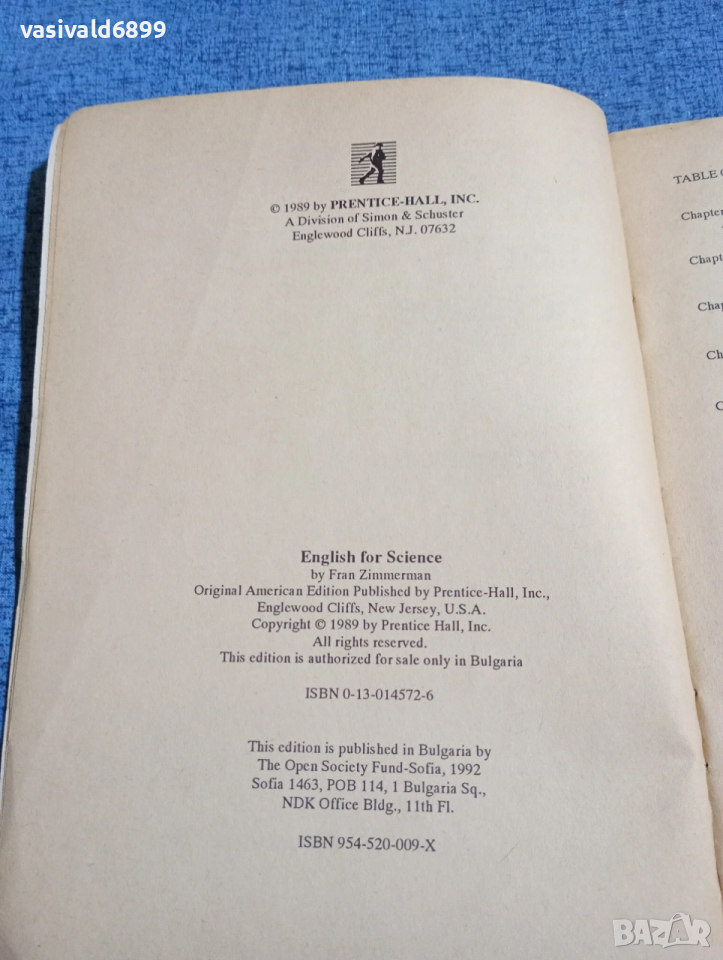 vasivald6899
© 1989 by PRENTICE-HALL, INC.
A Division of Simon & Schuster
Englewood Cliffs, N.J. 07632
English for Science
by Fran Zimmerman
Original American Edition Published by Prentice-Hall, Inc.,
Englewood Cliffs, New Jersey, U.S.A.
Copyright © 1989 by Prentice Hall, Inc.
All rights reserved.
This edition is authorized for sale only in Bulgaria
ISBN 0-13-014572-6
This edition is published in Bulgaria by
The Open Society Fund-Sofia, 1992
Sofia 1463, POB 114, 1 Bulgaria Sq.,
NDK Office Bldg., 11th Fl.
ISBN 954-520-009-X
TABLE
Chapter
Chapt
Chap
Ch
C
BAZAR